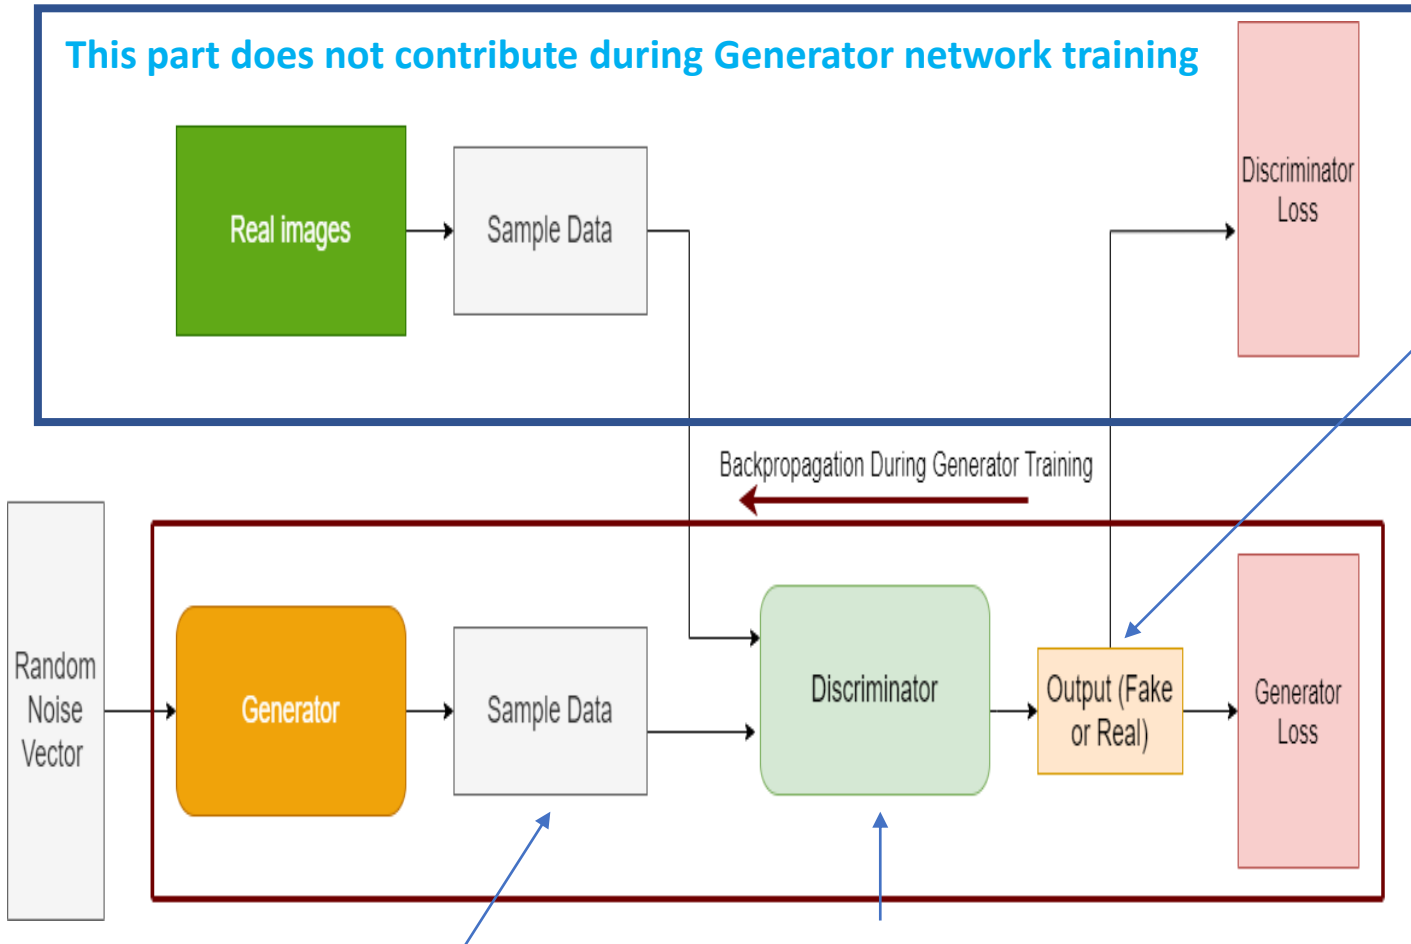 This part does not contribute during Generator network training
Real images
Sample Data
Discriminator
Loss
Backpropagation During Generator Training
Random
Noise
Vector
Generator
Sample Data
Discriminator
Output (Fake
or Real)
Generator
Loss